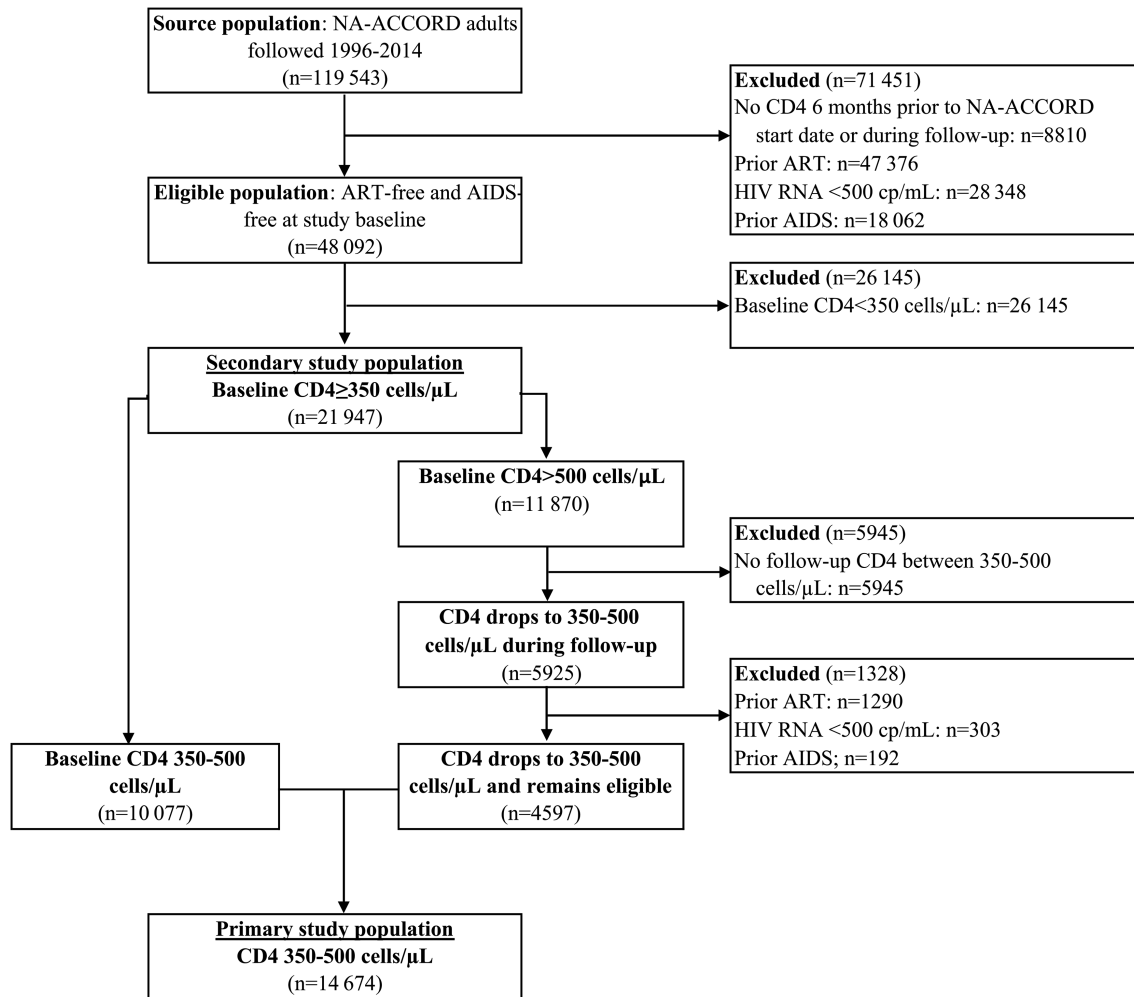 Source population: NA-ACCORD adults
followed 1996-2014
(n=119 543)
Excluded (n=71 451)
No CD4 6 months prior to NA-ACCORD
start date or during follow-up: n=8810
Prior ART: n=47 376
HIV RNA <500 cp/mL: n=28 348
Prior AIDS: n=18 062
Eligible population: ART-free and AIDS-
free at study baseline
(n=48 092)
Excluded (n=26 145)
Baseline CD4<350 cells/µL: n=26 145
Secondary study population
Baseline CD4≥350 cells/µL
(n=21 947)
Baseline CD4>500 cells/µL
(n=11 870)
Excluded (n=5945)
No follow-up CD4 between 350-500
cells/µL: n=5945
CD4 drops to 350-500
cells/µL during follow-up
(n=5925)
Excluded (n=1328)
Prior ART: n=1290
HIV RNA <500 cp/mL: n=303
Prior AIDS; n=192
Baseline CD4 350-500
cells/µL
(n=10 077)
CD4 drops to 350-500
cells/µL and remains eligible
(n=4597)
Primary study population
CD4 350-500 cells/µL
(n=14 674)